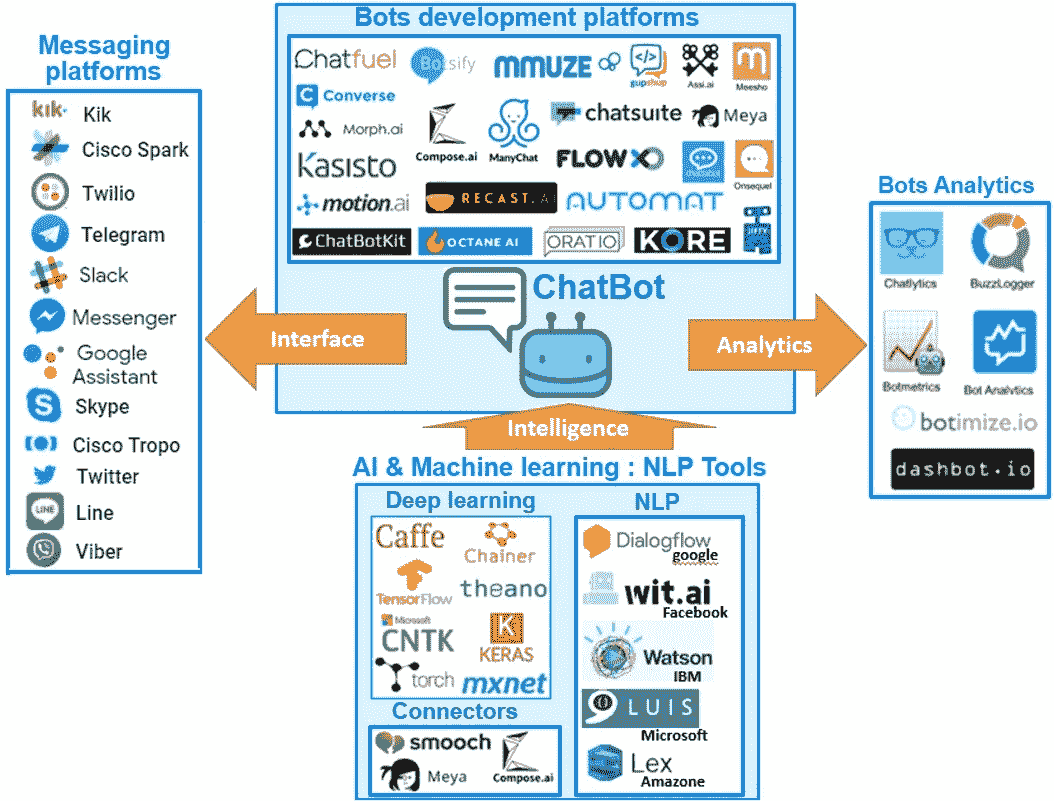 Bots development platforms
Chatfuel
Botsify
mmuze
gupshup
Assi.ai
Meesho
Converse
Morph.ai
Compose.ai
ManyChat
chatsuite
Meya
Kasisto
FLOW XO
Onsequel
motion.ai
RECAST.AI
AUTOMAT
ChatBotKit
OCTANE AI
ORATIO
KORE
ChatBot
Messaging
platforms
kik
Kik
Cisco Spark
Twilio
Telegram
Slack
Messenger
Google
Assistant
Skype
Cisco Tropo
Twitter
LINE
Line
Viber
Interface
Analytics
Intelligence
Bots Analytics
Chatlytics
BuzzLogger
Botmetrics
Bot Analytics
botimize.io
dashbot.io
AI & Machine learning : NLP Tools
Deep learning
Caffe
Chainer
TensorFlow
theano
Microsoft
CNTK
K
KERAS
torch
mxnet
Connectors
smooch
Meya
Compose.ai
NLP
Dialogflow
google
wit.ai
Facebook
Watson
IBM
LUIS
Microsoft
Lex
Amazone